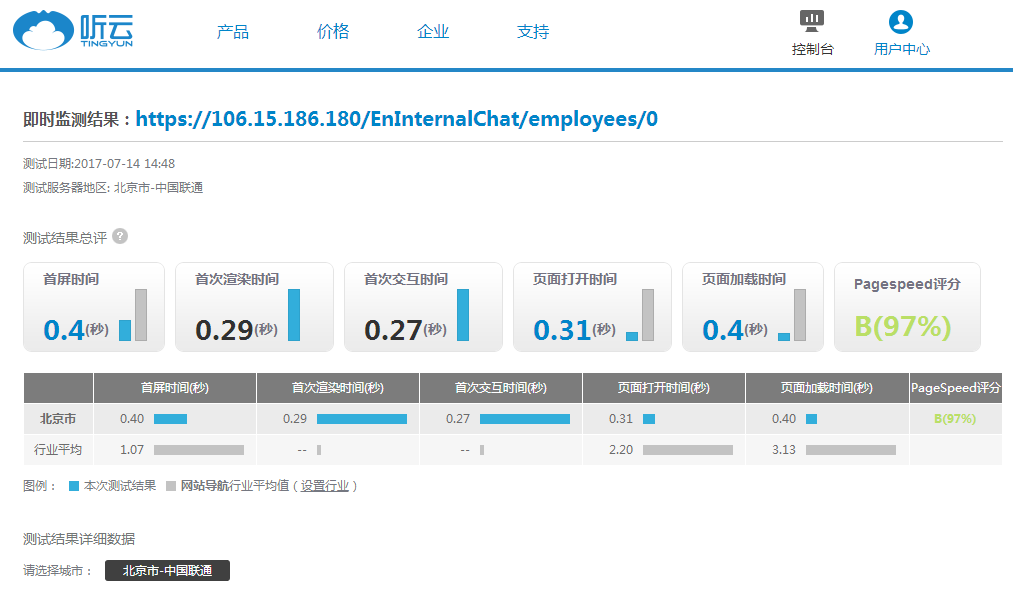 听云
TINGYUN
产品 价格 企业 支持
控制台 用户中心
即时监测结果：https://106.15.186.180/EnInternalChat/employees/0
测试日期:2017-07-14 14:48
测试服务器地区: 北京市-中国联通
测试结果总评 ?
首屏时间 首次渲染时间 首次交互时间 页面打开时间 页面加载时间 Pagespeed评分
0.4(秒) 0.29(秒) 0.27(秒) 0.31(秒) 0.4(秒) B(97%)
首屏时间(秒) 首次渲染时间(秒) 首次交互时间(秒) 页面打开时间(秒) 页面加载时间(秒) PageSpeed评分
北京市 0.40 0.29 0.27 0.31 0.40 B(97%)
行业平均 1.07 -- -- 2.20 3.13
图例： 本次测试结果 网站导航行业平均值 ( 设置行业 )
测试结果详细数据
请选择城市： 北京市-中国联通